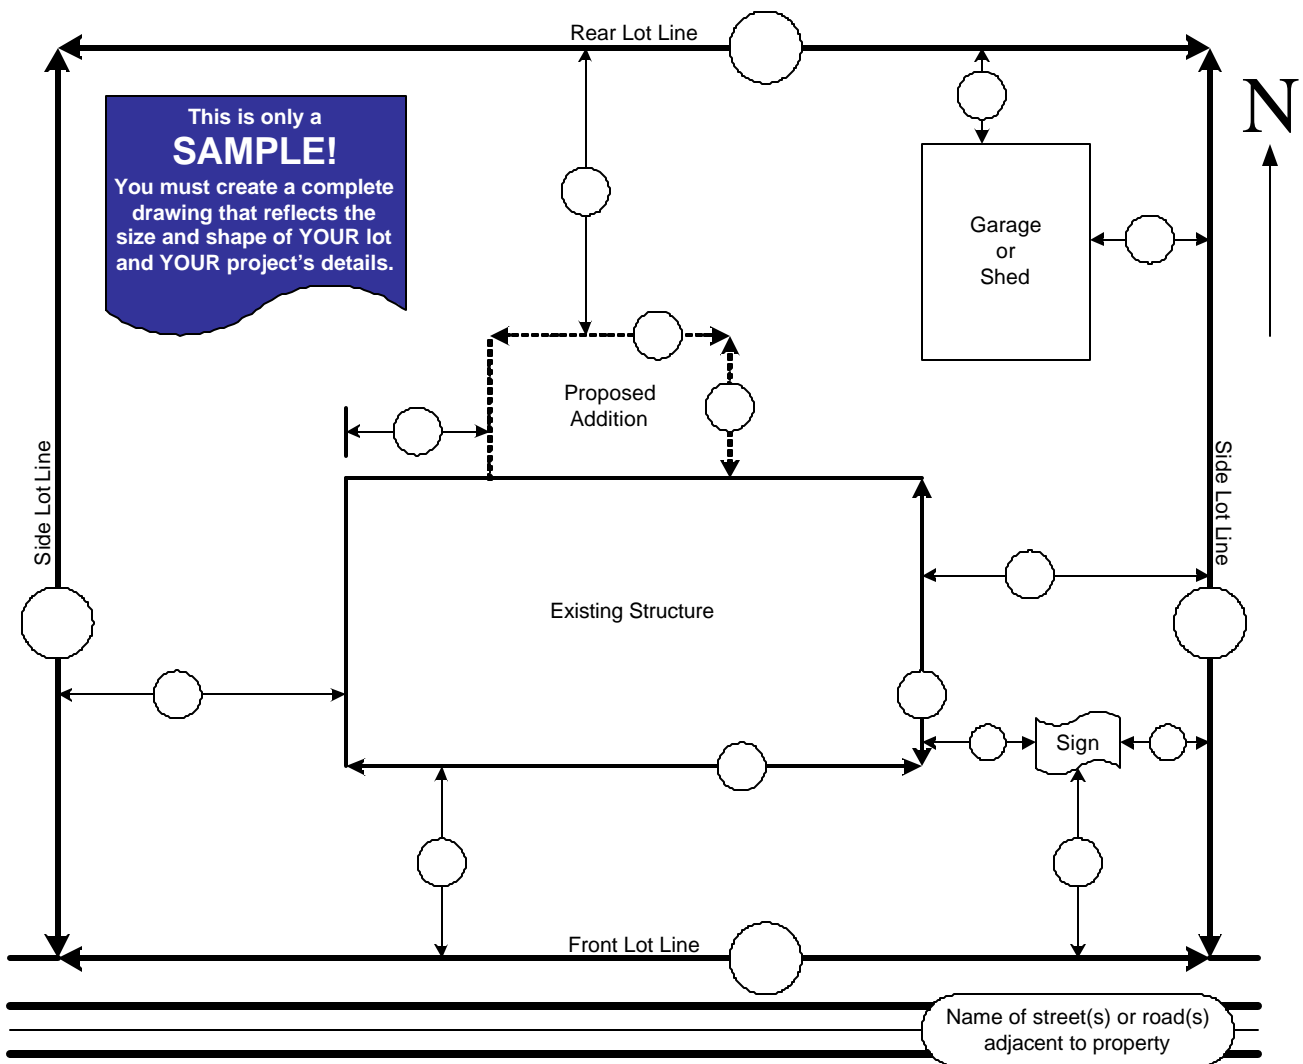 Rear Lot Line
N
This is only a
SAMPLE!
You must create a complete
drawing that reflects the
size and shape of YOUR lot
and YOUR project's details.
Garage
or
Shed
Proposed
Addition
Side Lot Line
Side Lot Line
Existing Structure
Sign
Front Lot Line
Name of street(s) or road(s)
adjacent to property